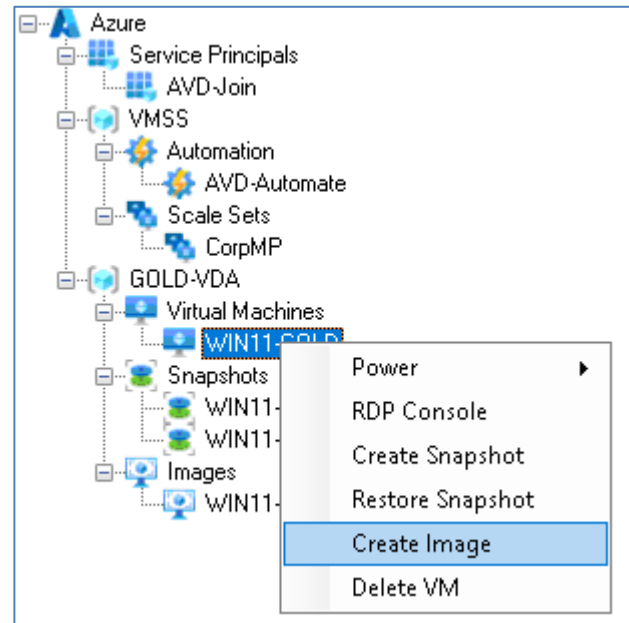 Azure
Service Principals
AVD-Join
VMSS
Automation
AVD-Automate
Scale Sets
CorpMP
GOLD-VDA
Virtual Machines
WIN11-GOLD
Snapshots
WIN11-
WIN11-
Images
WIN11-
Power
RDP Console
Create Snapshot
Restore Snapshot
Create Image
Delete VM